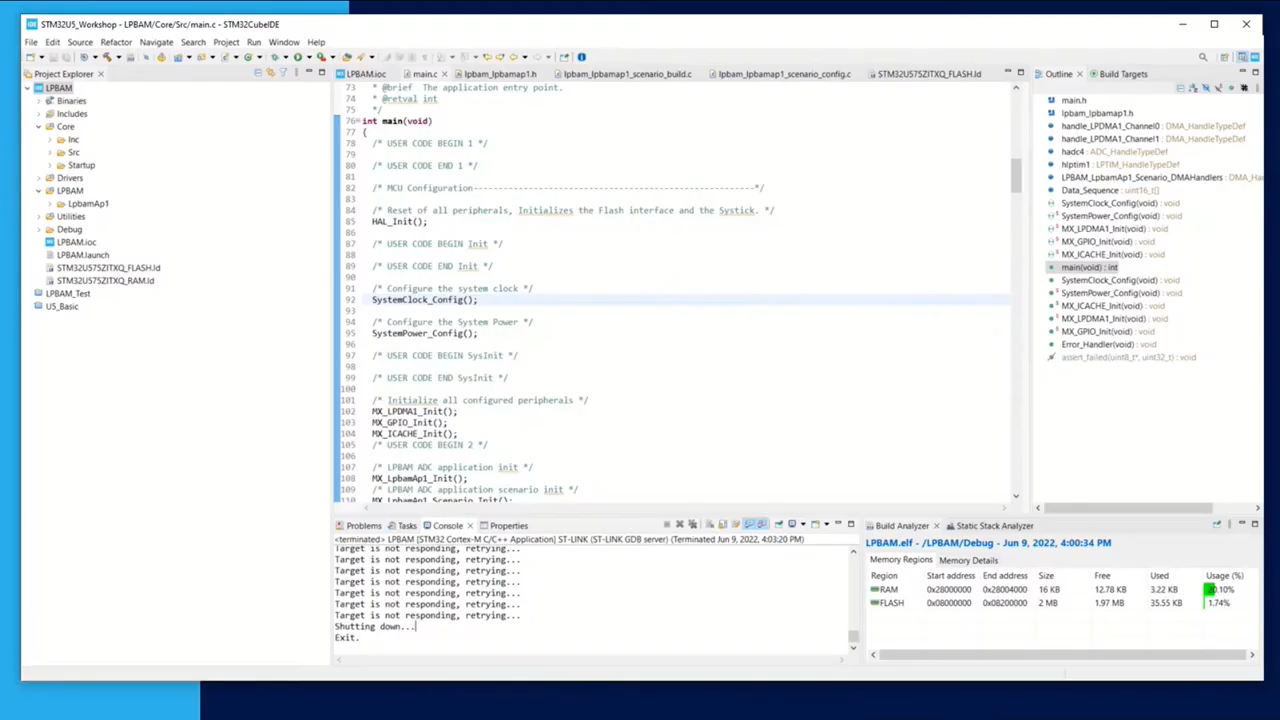 STM32U5_Workshop - LPBAM/Core/Src/main.c - STM32CubeIDE
File Edit Source Refactor Navigate Search Project Run Window Help
Project Explorer
LPBAM
Binaries
Includes
Core
Inc
Src
Startup
Drivers
LPBAM
LpbamAp1
Utilities
Debug
LPBAM.ioc
LPBAM.launch
STM32U575ZITXQ_FLASH.ld
STM32U575ZITXQ_RAM.ld
LPBAM_Test
U5_Basic
LPBAM.ioc main.c lpbam_lpbamap1.h lpbam_lpbamap1_scenario_build.c lpbam_lpbamap1_scenario_config.c STM32U575ZITXQ_FLASH.ld
73 * @brief The application entry point.
74 * @retval int
75 */
76 int main(void)
77 {
78 /* USER CODE BEGIN 1 */
79
80 /* USER CODE END 1 */
81
82 /* MCU Configuration--------------------------------------------------------*/
83
84 /* Reset of all peripherals, Initializes the Flash interface and the Systick. */
85 HAL_Init();
86
87 /* USER CODE BEGIN Init */
88
89 /* USER CODE END Init */
90
91 /* Configure the system clock */
92 SystemClock_Config();
93
94 /* Configure the System Power */
95 SystemPower_Config();
96
97 /* USER CODE BEGIN SysInit */
98
99 /* USER CODE END SysInit */
100
101 /* Initialize all configured peripherals */
102 MX_LPDMA1_Init();
103 MX_GPIO_Init();
104 MX_ICACHE_Init();
105 /* USER CODE BEGIN 2 */
106
107 /* LPBAM ADC application init */
108 MX_LpbamAp1_Init();
109 /* LPBAM ADC application scenario init */
110 MX_LpbamAp1_Scenario_Init();
Outline Build Targets
main.h
lpbam_lpbamap1.h
handle_LPDMA1_Channel0 : DMA_HandleTypeDef
handle_LPDMA1_Channel1 : DMA_HandleTypeDef
hadc4 : ADC_HandleTypeDef
hlptim1 : LPTIM_HandleTypeDef
LPBAM_LpbamAp1_Scenario_DMAHandlers : DMA_Ha
Data_Sequence : uint16_t[]
SystemClock_Config(void) : void
SystemPower_Config(void) : void
MX_LPDMA1_Init(void) : void
MX_GPIO_Init(void) : void
MX_ICACHE_Init(void) : void
main(void) : int
SystemClock_Config(void) : void
SystemPower_Config(void) : void
MX_ICACHE_Init(void) : void
MX_LPDMA1_Init(void) : void
MX_GPIO_Init(void) : void
Error_Handler(void) : void
assert_failed(uint8_t*, uint32_t) : void
Problems Tasks Console Properties
<terminated> LPBAM [STM32 Cortex-M C/C++ Application] ST-LINK (ST-LINK GDB server) (Terminated Jun 9, 2022, 4:03:20 PM)
Target is not responding, retrying...
Target is not responding, retrying...
Target is not responding, retrying...
Target is not responding, retrying...
Target is not responding, retrying...
Target is not responding, retrying...
Target is not responding, retrying...
Shutting down...
Exit.
Build Analyzer Static Stack Analyzer
LPBAM.elf - /LPBAM/Debug - Jun 9, 2022, 4:00:34 PM
Memory Regions Memory Details
Region Start address End address Size Free Used Usage (%)
RAM 0x28000000 0x28004000 16 KB 12.78 KB 3.22 KB 20.10%
FLASH 0x08000000 0x08200000 2 MB 1.97 MB 35.55 KB 1.74%